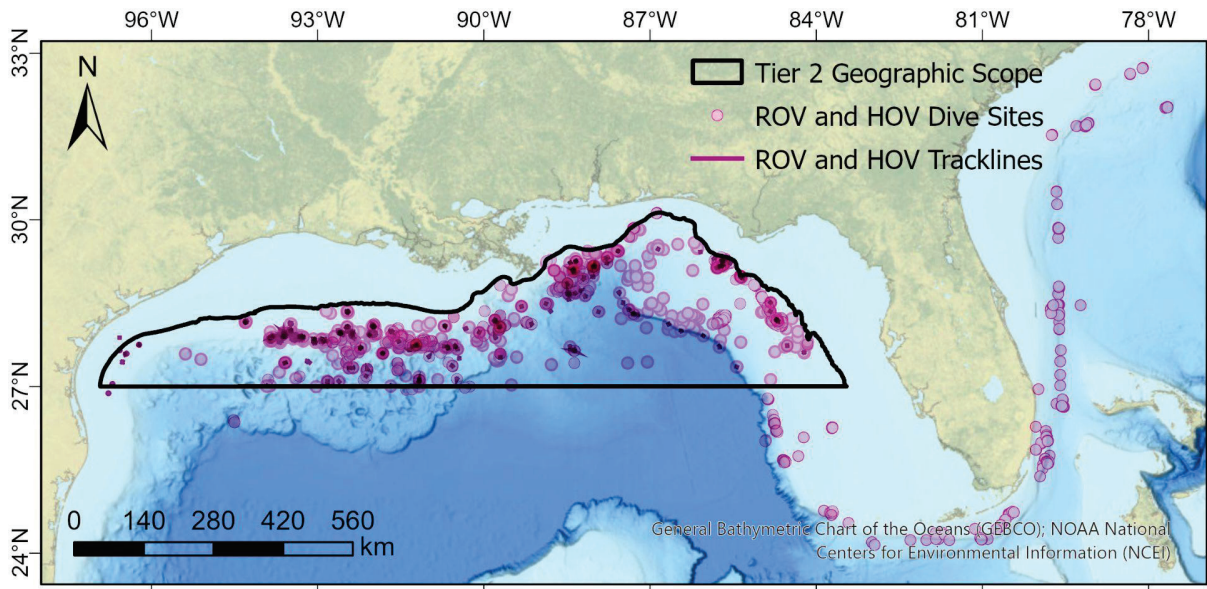 96°W 93°W 90°W 87°W 84°W 81°W 78°W
33°N
N
Tier 2 Geographic Scope
ROV and HOV Dive Sites
ROV and HOV Tracklines
30°N
27°N
0 140 280 420 560
km
General Bathymetric Chart of the Oceans (GEBCO); NOAA National
Centers for Environmental Information (NCEI)
24°N